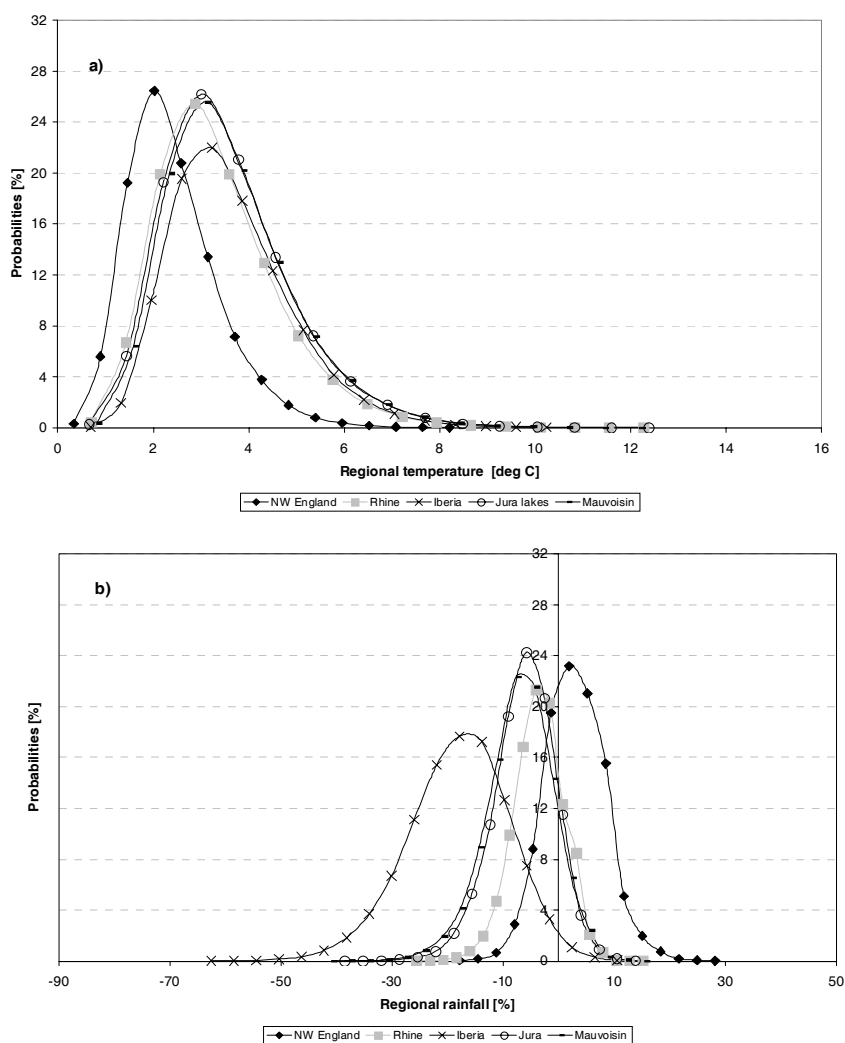 32
28
24
20
16
12
8
4
0
a)
Probabilities [%]
0 2 4 6 8 10 12 14 16
Regional temperature [deg C]
NW England Rhine Iberia Jura lakes Mauvoisin
32
28
24
20
16
12
8
4
0
b)
Probabilities [%]
-90 -70 -50 -30 -10 10 30 50
Regional rainfall [%]
NW England Rhine Iberia Jura Mauvoisin